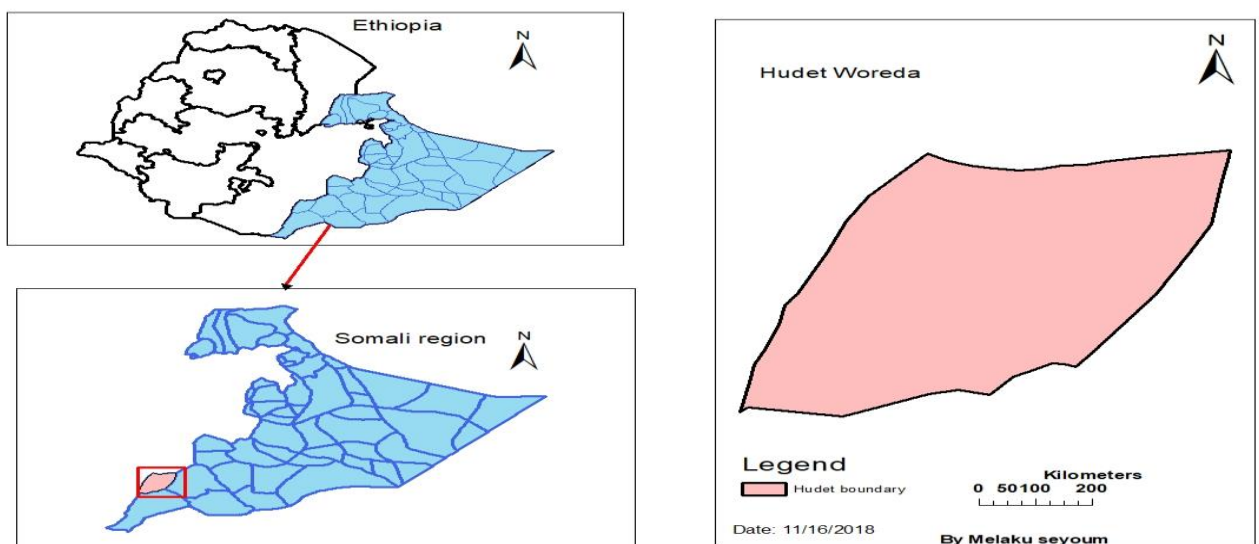 Ethiopia
N
Somali region
N
Hudet Woreda
N
Legend
Hudet boundary
Kilometers
0 50100 200
Date: 11/16/2018
By Melaku seyoum